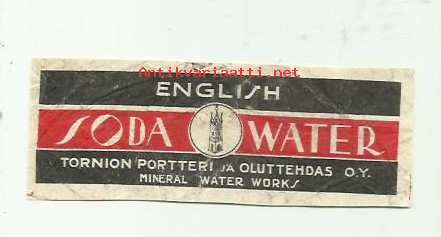 Antikvariaatti.net
ENGLISH
SODA WATER
TORNION PORTTERI JA OLUTTEHDAS O.Y.
MINERAL WATER WORKS